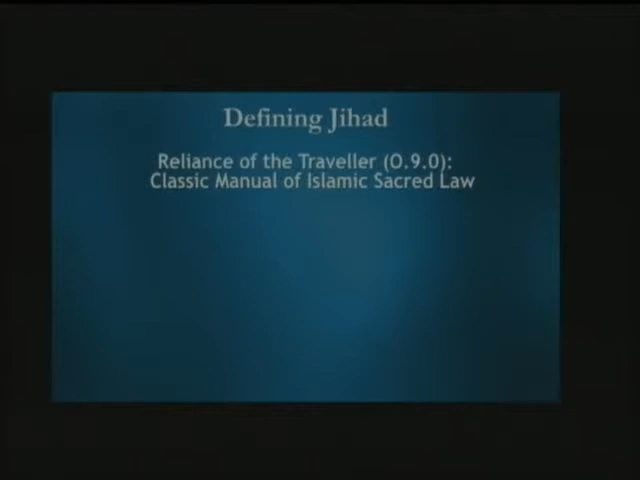 Defining Jihad
Reliance of the Traveller (O.9.0):
Classic Manual of Islamic Sacred Law